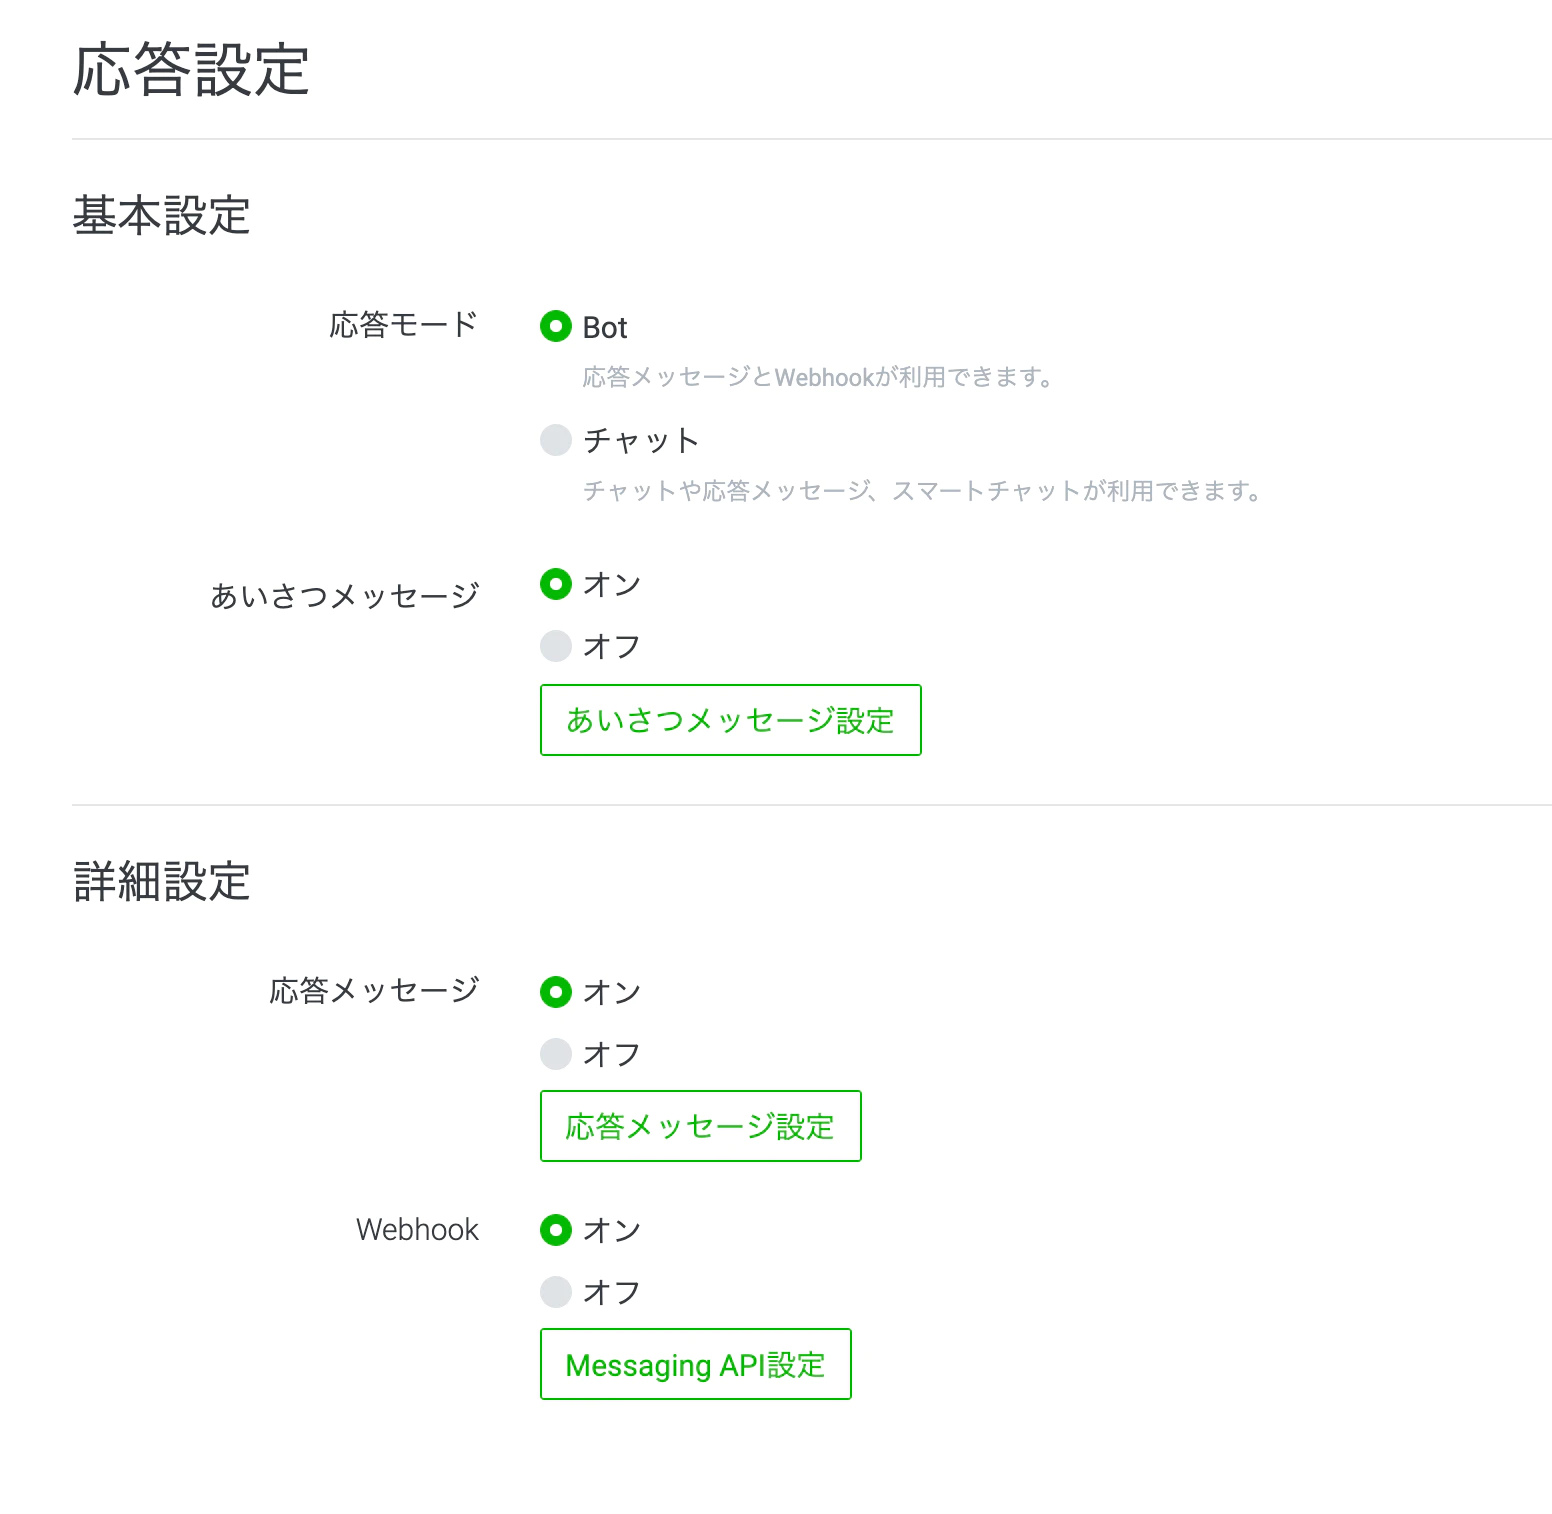 応答設定
基本設定
応答モード
Bot
応答メッセージとWebhookが利用できます。
チャット
チャットや応答メッセージ、スマートチャットが利用できます。
あいさつメッセージ
オン
オフ
あいさつメッセージ設定
詳細設定
応答メッセージ
オン
オフ
応答メッセージ設定
Webhook
オン
オフ
Messaging API設定